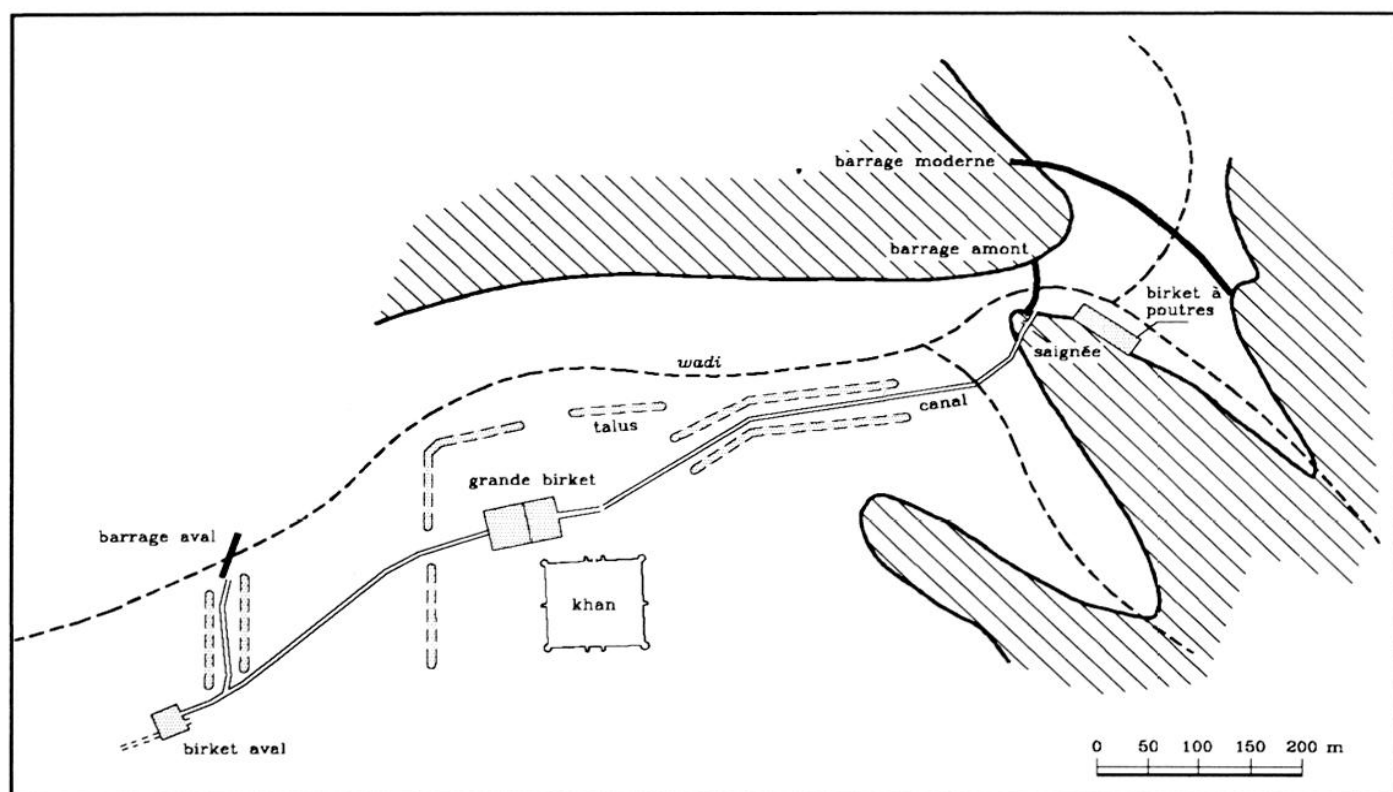 barrage moderne
barrage amont
birket à
poutres
saignée
wadi
canal
talus
grande birket
barrage aval
khan
birket aval
0 50 100 150 200 m